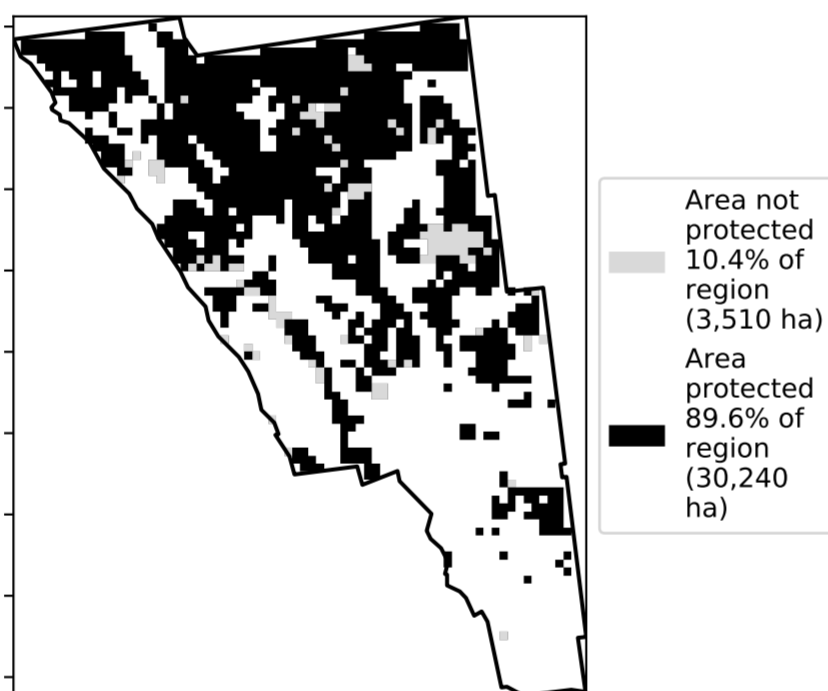 Area not
protected
10.4% of
region
(3,510 ha)
Area
protected
89.6% of
region
(30,240
ha)